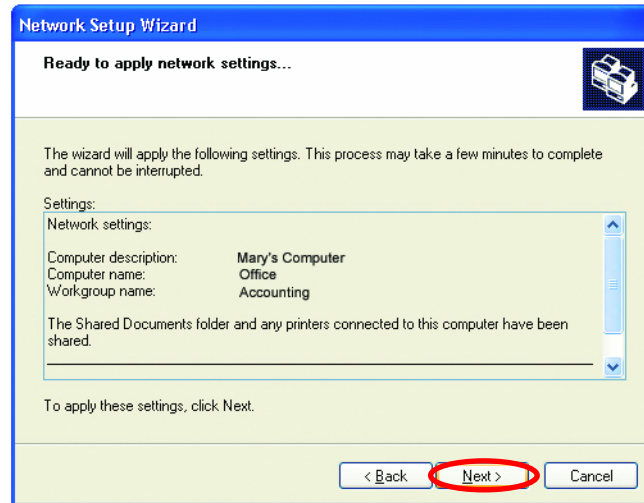 Network Setup Wizard
Ready to apply network settings...
The wizard will apply the following settings. This process may take a few minutes to complete
and cannot be interrupted.
Settings:
Network settings:
Computer description: Mary's Computer
Computer name: Office
Workgroup name: Accounting
The Shared Documents folder and any printers connected to this computer have been
shared.
To apply these settings, click Next.
< Back Next > Cancel